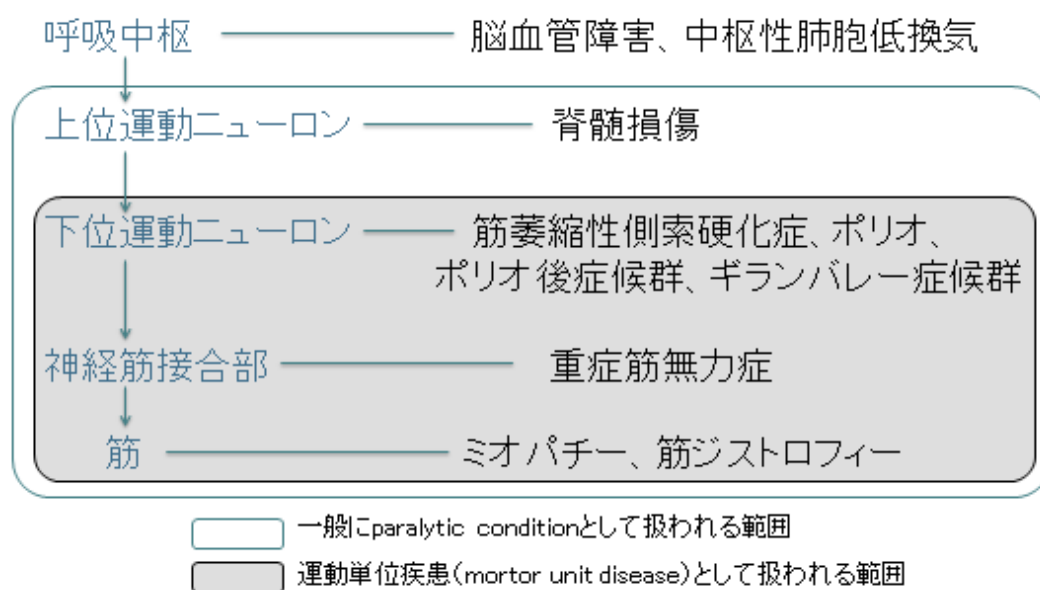 呼吸中枢 脳血管障害、中枢性肺胞低換気
上位運動ニューロン 脊髄損傷
下位運動ニューロン 筋萎縮性側索硬化症、ポリオ、
ポリオ後症候群、ギランバレー症候群
神経筋接合部 重症筋無力症
筋 ミオパチー、筋ジストロフィー
一般にparalytic conditionとして扱われる範囲
運動単位疾患(mortor unit disease)として扱われる範囲